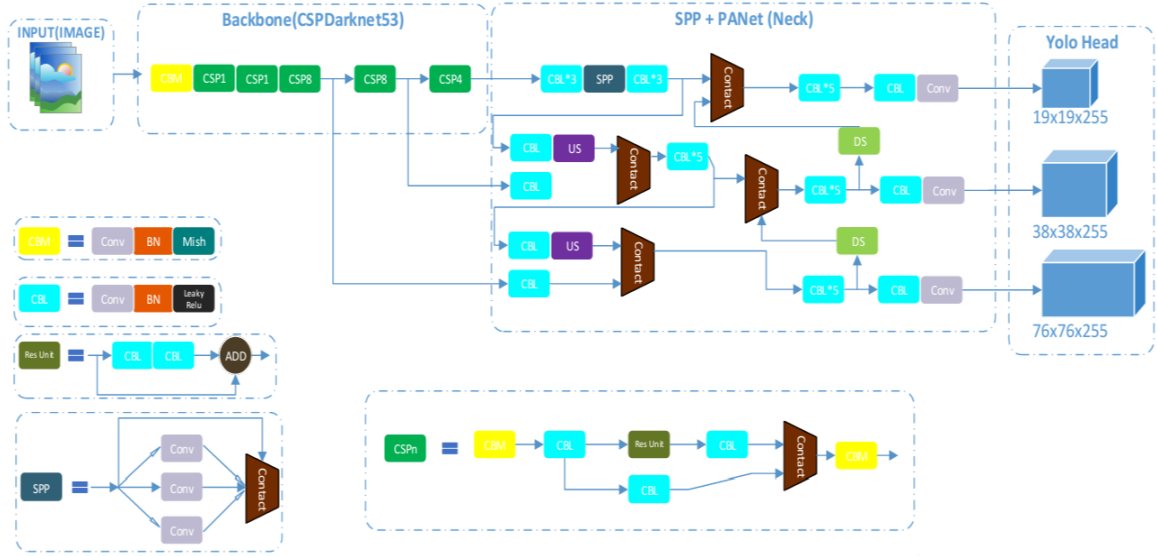 INPUT(IMAGE)
Backbone(CSPDarknet53)
SPP + PANet (Neck)
Yolo Head
CBM CSP1 CSP1 CSP8 CSP8 CSP4
CBL*3 SPP CBL*3 Contact CBL*5 CBL Conv
19x19x255
CBL US Contact CBL*5 DS
CBL Contact CBL*5 CBL Conv
38x38x255
CBL US Contact DS
CBL CBL*5 CBL Conv
76x76x255
CBM = Conv BN Mish
CBL = Conv BN Leaky Relu
Res Unit = CBL CBL ADD
SPP = Conv Conv Conv Contact
CSPn = CBM CBL Res Unit CBL Contact CBM
CBL